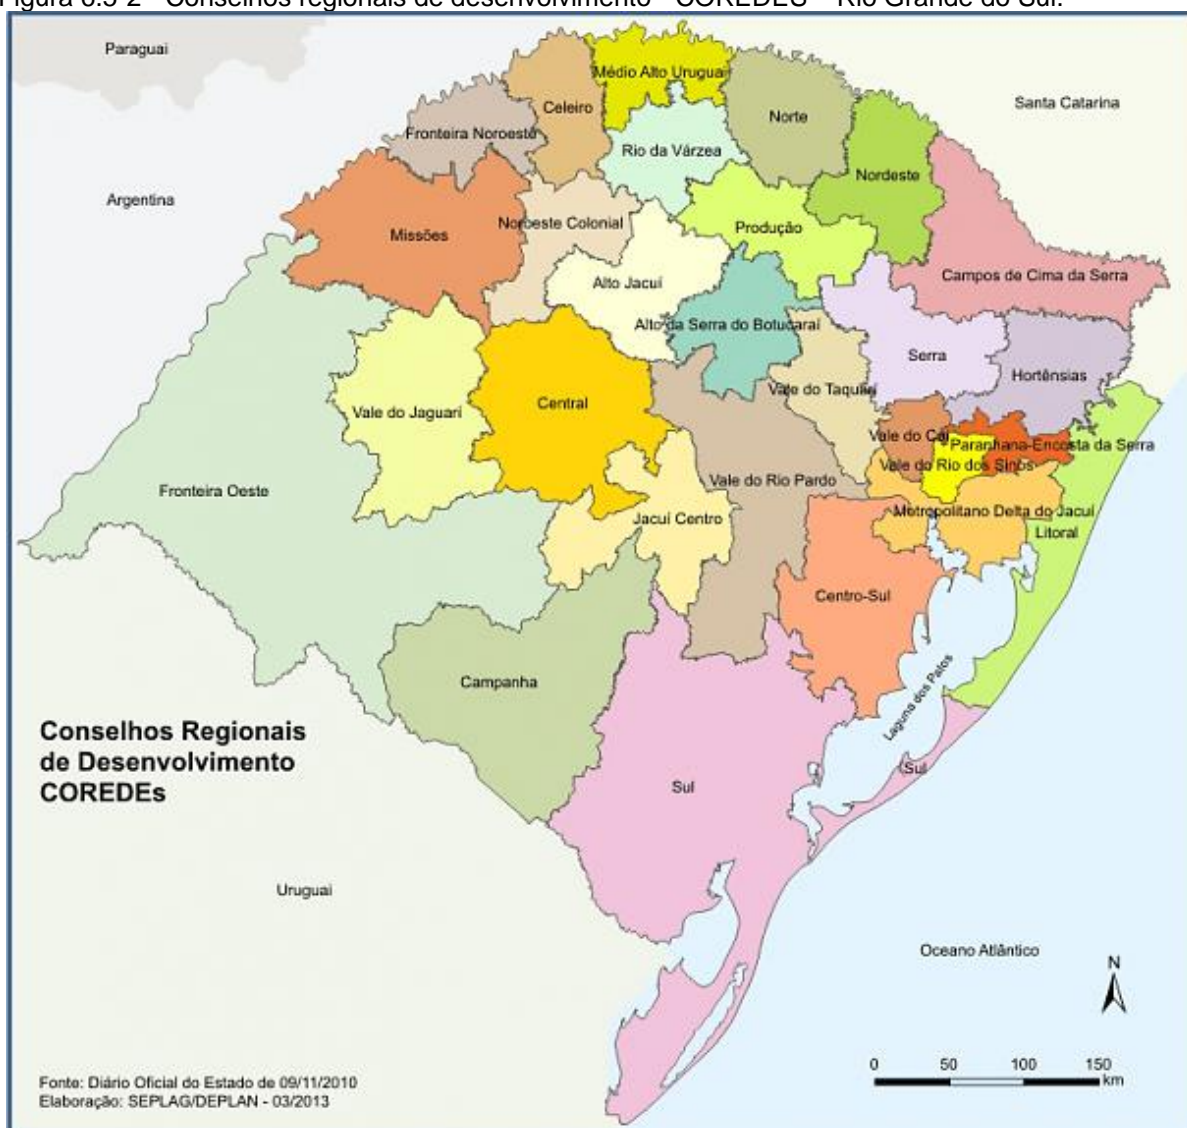 Figura 6.5-2 - Conselhos regionais de desenvolvimento - COREDES – Rio Grande do Sul.
Paraguai
Médio Alto Uruguai
Santa Catarina
Celeiro
Norte
Fronteira Noroeste
Rio da Várzea
Nordeste
Argentina
Missões
Noroeste Colonial
Produção
Campos de Cima da Serra
Alto Jacuí
Alto da Serra do Botucaraí
Serra
Hortênsias
Vale do Taquari
Central
Vale do Jaguari
Vale do Caí
Paranhana-Encosta da Serra
Vale do Rio dos Sinos
Fronteira Oeste
Vale do Rio Pardo
Metropolitano Delta do Jacuí
Jacuí Centro
Litoral
Centro-Sul
Campanha
Laguna dos Patos
Conselhos Regionais
de Desenvolvimento
COREDEs
Sul
Sul
Uruguai
Oceano Atlântico
N
0 50 100 150
km
Fonte: Diário Oficial do Estado de 09/11/2010
Elaboração: SEPLAG/DEPLAN - 03/2013